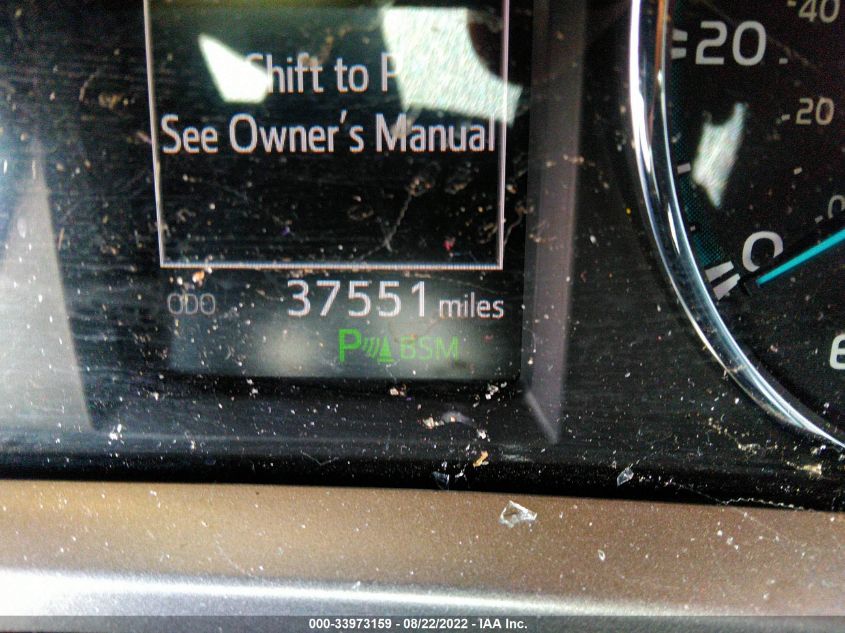 Shift to P
See Owner's Manual
ODO 37551 miles
P BSM
20
0
40
20
0
000-33973159 - 08/22/2022 - IAA Inc.